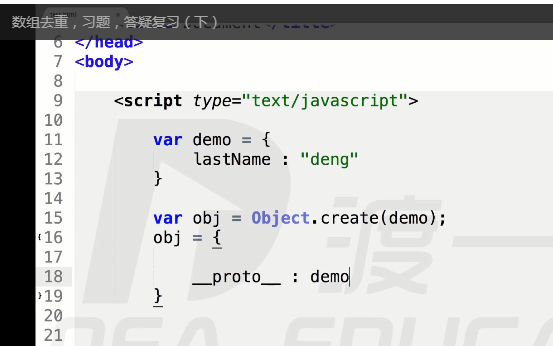 数组去重，习题，答疑复习（下）
6 </head>
7 <body>
8
9 <script type="text/javascript">
10
11 var demo = {
12 lastName : "deng"
13 }
14
15 var obj = Object.create(demo);
16 obj = {
17
18 __proto__ : demo
19 }
20
21
渡一